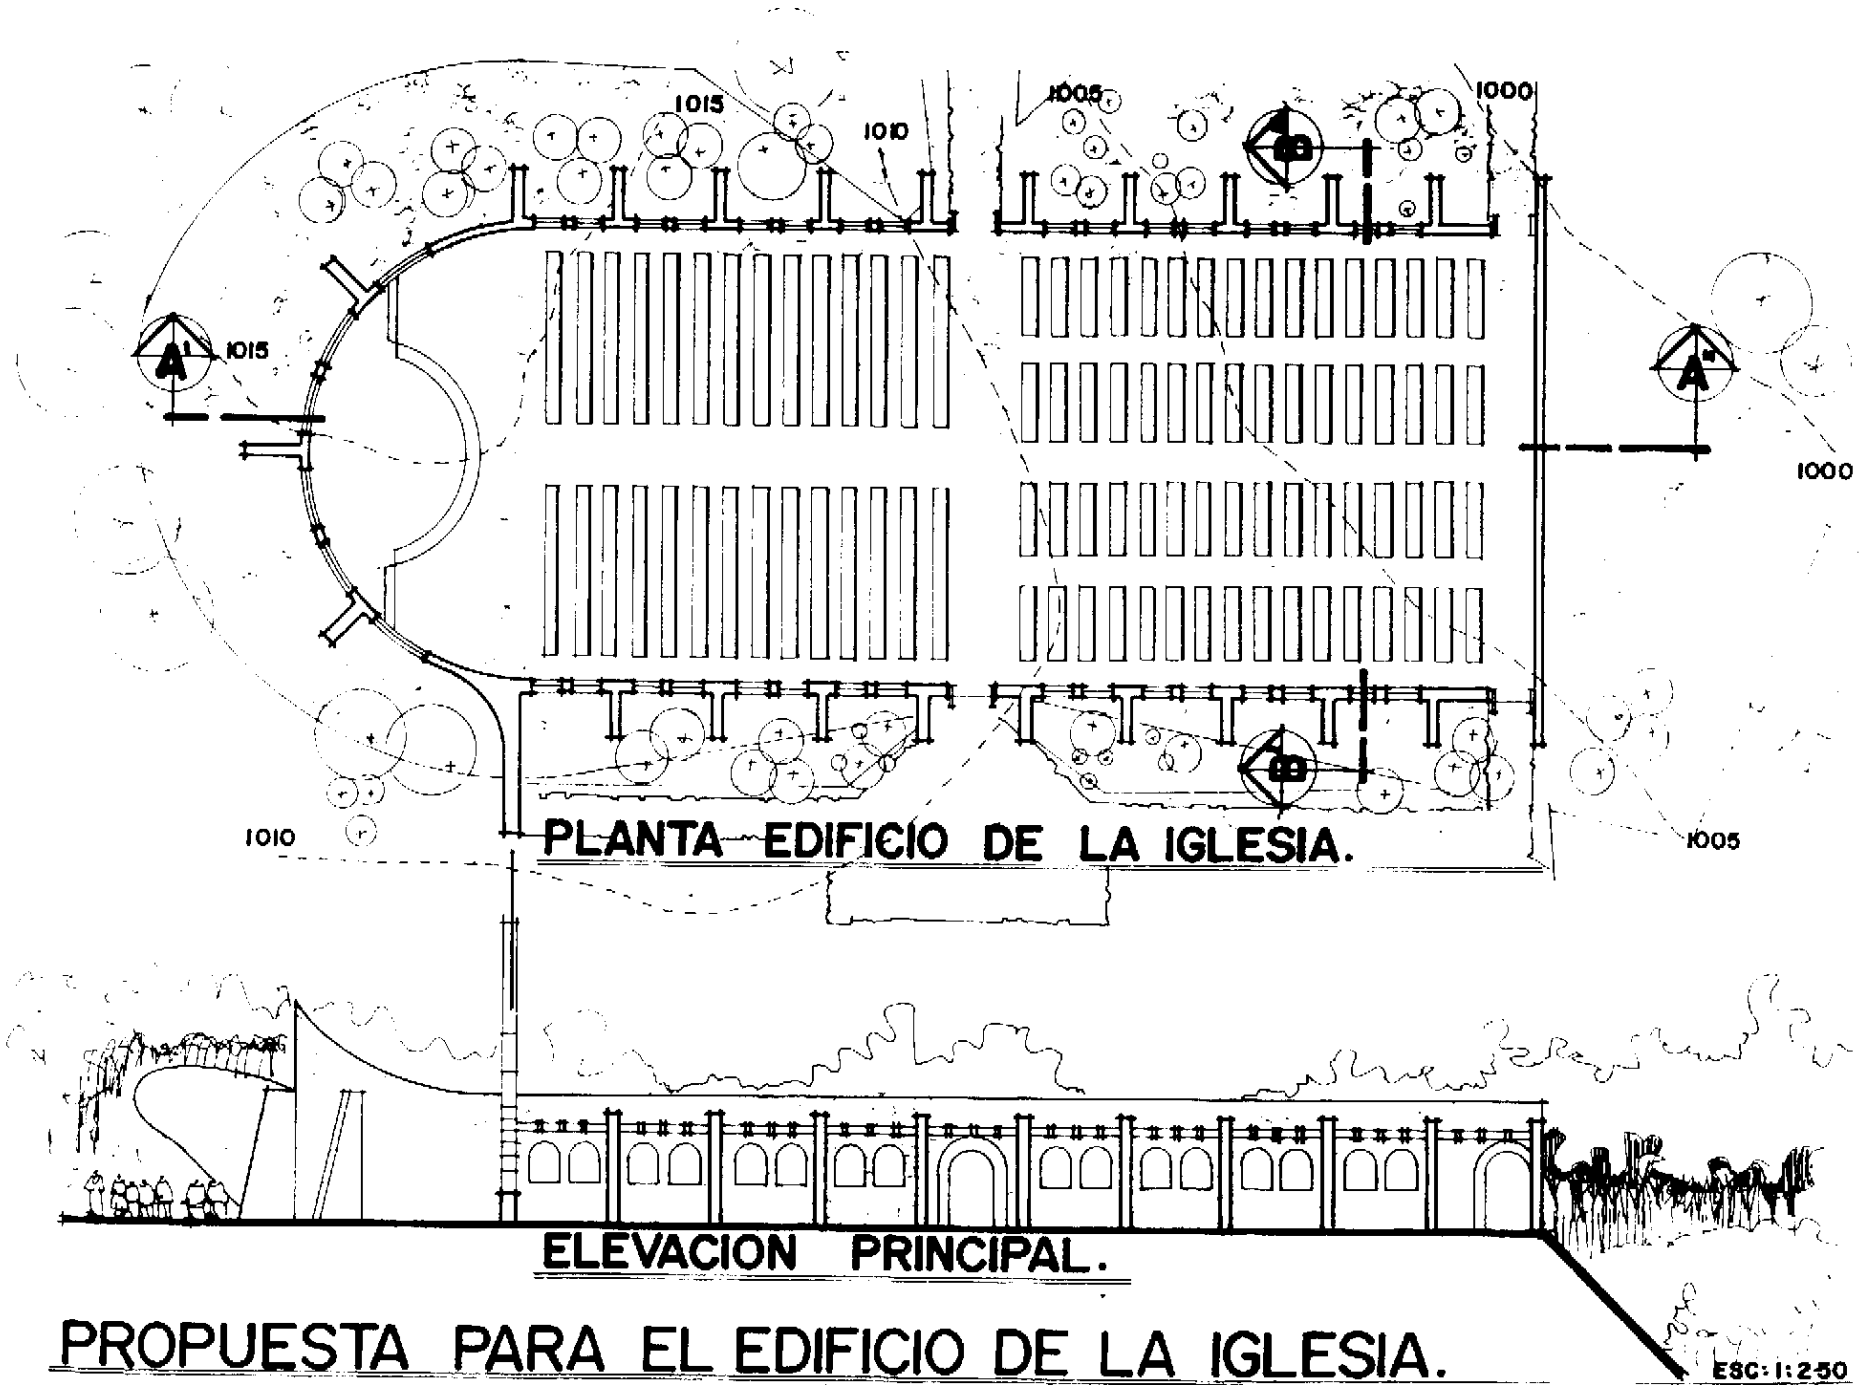 1015
1010
1005
1000
B
A'
1015
A"
1000
B
1010
PLANTA EDIFICIO DE LA IGLESIA.
1005
ELEVACION PRINCIPAL.
PROPUESTA PARA EL EDIFICIO DE LA IGLESIA.
ESC: 1:250